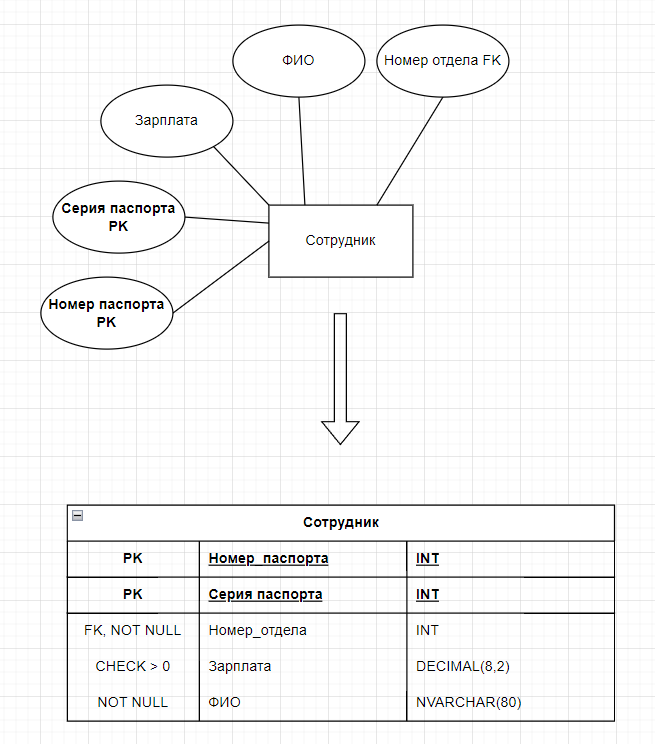 ФИО
Номер отдела FK
Зарплата
Серия паспорта
PK
Сотрудник
Номер паспорта
PK
Сотрудник
PK Номер_паспорта INT
PK Серия паспорта INT
FK, NOT NULL Номер_отдела INT
CHECK > 0 Зарплата DECIMAL(8,2)
NOT NULL ФИО NVARCHAR(80)